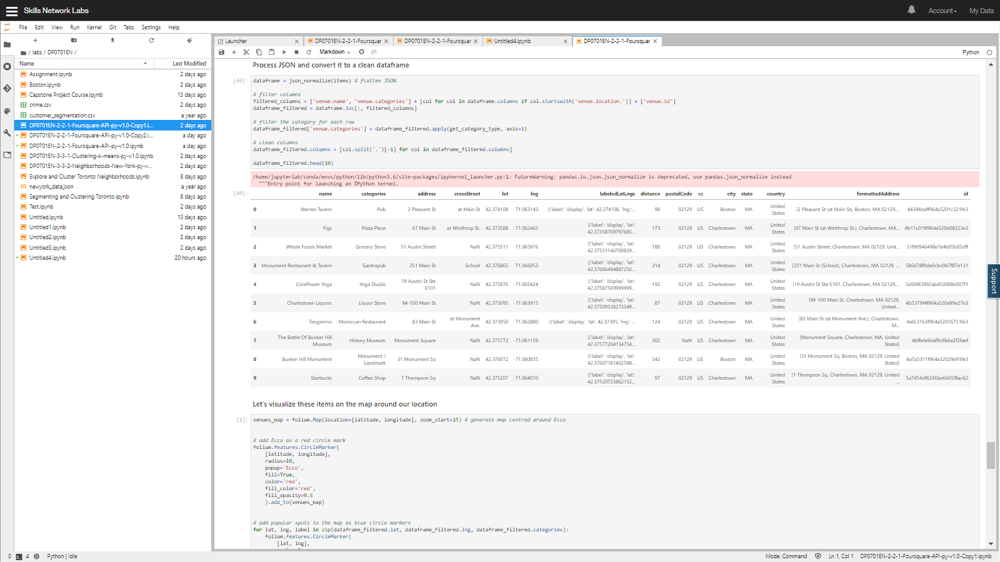 Skills Network Labs
Account
My Data
File Edit View Run Kernel Git Tabs Settings Help
/ labs / DP0701EN /
Name Last Modified
Assignment.ipynb 2 days ago
Boston.ipynb 2 days ago
Capstone Project Course.ipynb 13 days ago
crime.csv 2 days ago
customer_segmentation.csv a year ago
DP0701EN-2-2-1-Foursquare-API-py-v1.0-Copy1.i... 2 days ago
DP0701EN-2-2-1-Foursquare-API-py-v1.0-Copy2.i... a day ago
DP0701EN-2-2-1-Foursquare-API-py-v1.0.ipynb a day ago
DP0701EN-3-3-1-Clustering-k-means-py-v1.0.ipynb 2 days ago
DP0701EN-3-3-2-Neighborhoods-New-York-py-v... 2 days ago
Explore and Cluster Toronto Neighborhoods.ipynb 8 days ago
newyork_data.json a year ago
Segmenting and Clustering Toronto.ipynb 8 days ago
Test.ipynb 2 days ago
Untitled.ipynb 13 days ago
Untitled1.ipynb 2 days ago
Untitled2.ipynb 2 days ago
Untitled3.ipynb 2 days ago
Untitled4.ipynb 20 hours ago
Launcher
DP0701EN-2-2-1-Foursquar
DP0701EN-2-2-1-Foursquar
Untitled4.ipynb
DP0701EN-2-2-1-Foursquar
Markdown git Python
Process JSON and convert it to a clean dataframe
[40]: dataframe = json_normalize(items) # flatten JSON
# filter columns
filtered_columns = ['venue.name', 'venue.categories'] + [col for col in dataframe.columns if col.startswith('venue.location.')] + ['venue.id']
dataframe_filtered = dataframe.loc[:, filtered_columns]
# filter the category for each row
dataframe_filtered['venue.categories'] = dataframe_filtered.apply(get_category_type, axis=1)
# clean columns
dataframe_filtered.columns = [col.split('.')[-1] for col in dataframe_filtered.columns]
dataframe_filtered.head(10)
/home/jupyterlab/conda/envs/python/lib/python3.6/site-packages/ipykernel_launcher.py:1: FutureWarning: pandas.io.json.json_normalize is deprecated, use pandas.json_normalize instead
"""Entry point for launching an IPython kernel.
[40]: name categories address crossStreet lat lng labeledLatLngs distance postalCode cc city state country formattedAddress id
0 Warren Tavern Pub 2 Pleasant St at Main St 42.374108 -71.063143 [{'label': 'display', 'lat': 42.374108, 'lng':... 98 02129 US Boston MA United States [2 Pleasant St (at Main St), Boston, MA 02129,... 44394daff964a5201c321fe3
1 Figs Pizza Place 67 Main St at Winthrop St. 42.373588 -71.062463 [{'label': 'display', 'lat': 42.37358769797685... 173 02129 US Charlestown MA United States [67 Main St (at Winthrop St.), Charlestown, MA... 4b11c019f964a520d08323e3
2 Whole Foods Market Grocery Store 51 Austin Street NaN 42.375511 -71.065976 [{'label': 'display', 'lat': 42.37551146700839... 188 02129 US Charlestown MA United States [51 Austin Street, Charlestown, MA 02129, Unit... 51f90946498e7e4b05685dff
3 Monument Restaurant & Tavern Gastropub 251 Main St School 42.376865 -71.066053 [{'label': 'display', 'lat': 42.37686494887256... 314 02129 US Charlestown MA United States [251 Main St (School), Charlestown, MA 02129, ... 586d78f9de0cbc0b7f87e131
4 CorePower Yoga Yoga Studio 19 Austin St Ste E101 NaN 42.375876 -71.065424 [{'label': 'display', 'lat': 42.37587569999999... 192 02129 US Charlestown MA United States [19 Austin St Ste E101, Charlestown, MA 02129,... 5d60f43992ab450008e007f1
5 Charlestown Liquors Liquor Store 94-100 Main St NaN 42.375095 -71.063915 [{'label': 'display', 'lat': 42.37509538273349... 87 02129 US Charlestown MA United States [94-100 Main St, Charlestown, MA 02129, United... 4b5379f4f964a520e99e27e3
6 Tangierino Moroccan Restaurant 83 Main St at Monument Ave. 42.373950 -71.062880 [{'label': 'display', 'lat': 42.37395, 'lng':... 124 02129 US Charlestown MA United States [83 Main St (at Monument Ave.), Charlestown, M... 4a0c3163f964a52016751fe3
7 The Battle Of Bunker Hill Museum History Museum Monument Square NaN 42.375772 -71.061159 [{'label': 'display', 'lat': 42.37577204134754... 302 NaN US Charlestown MA United States [Monument Square, Charlestown, MA, United States] 4bffefa9daf9c9b6e2f2faef
8 Bunker Hill Monument Monument / Landmark 31 Monument Sq NaN 42.376072 -71.060835 [{'label': 'display', 'lat': 42.37607181402598... 342 02129 US Boston MA United States [31 Monument Sq, Boston, MA 02129, United States] 4a7a5311f964a52029e91fe3
9 Starbucks Coffee Shop 1 Thompson Sq NaN 42.375207 -71.064010 [{'label': 'display', 'lat': 42.37520725862152... 97 02129 US Charlestown MA United States [1 Thompson Sq, Charlestown, MA 02129, United ... 5a7454df6336be6665f8ac62
Let's visualize these items on the map around our location
[1]: venues_map = folium.Map(location=[latitude, longitude], zoom_start=15) # generate map centred around Ecco
# add Ecco as a red circle mark
folium.features.CircleMarker(
[latitude, longitude],
radius=10,
popup='Ecco',
fill=True,
color='red',
fill_color='red',
fill_opacity=0.6
).add_to(venues_map)
# add popular spots to the map as blue circle markers
for lat, lng, label in zip(dataframe_filtered.lat, dataframe_filtered.lng, dataframe_filtered.categories):
folium.features.CircleMarker(
[lat, lng],
Support
0 4 Python | Idle Mode: Command Ln 1, Col 1 DP0701EN-2-2-1-Foursquare-API-py-v1.0-Copy1.ipynb